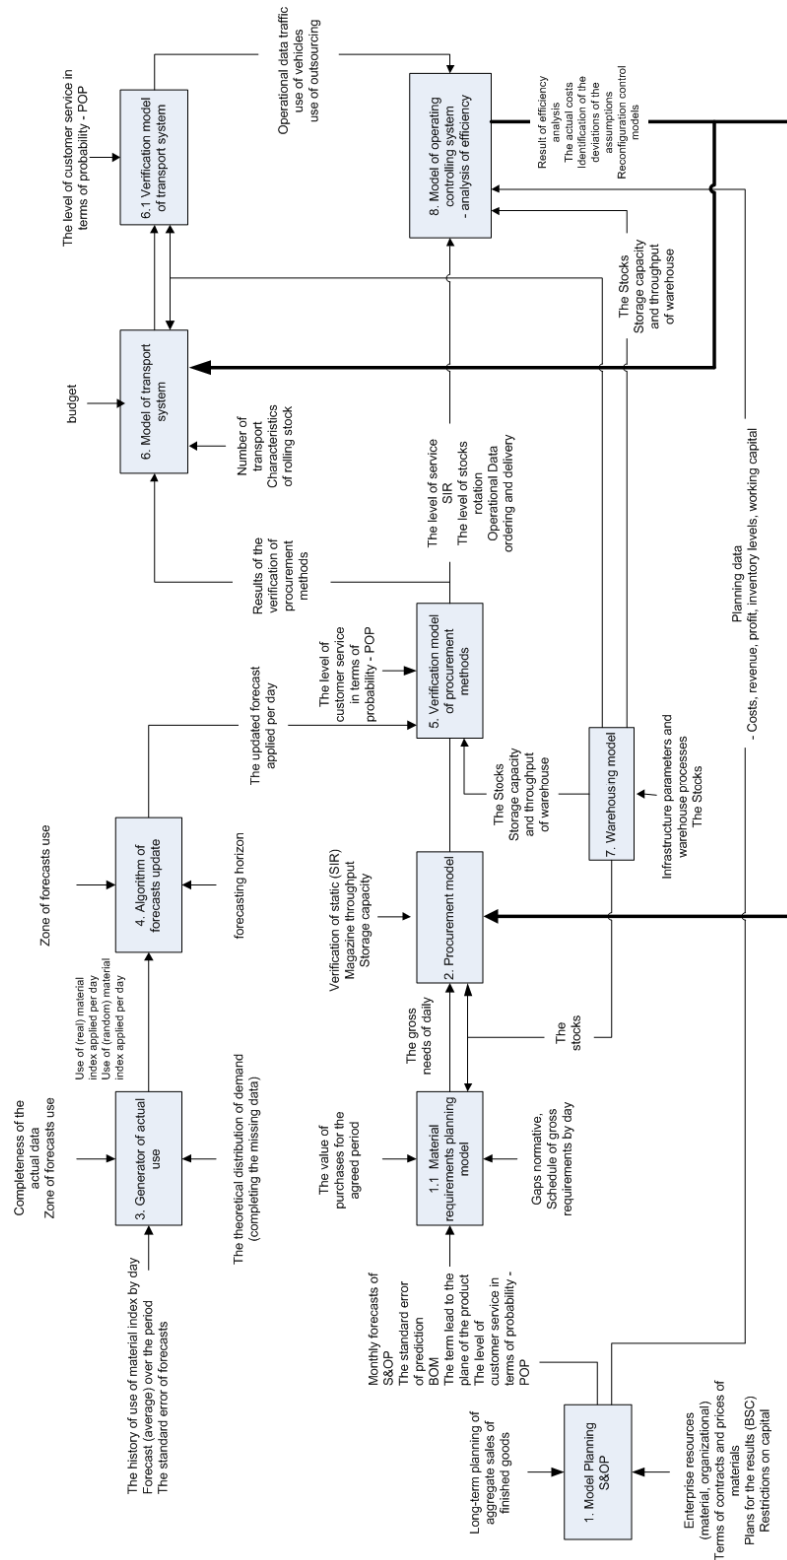 Completeness of the
actual data
Zone of forecasts use
The history of use of material index by day
Forecast (average) over the period
The standard error of forecasts
3. Generator of actual
use
The theoretical distribution of demand
(completing the missing data)
Use of (real) material
index applied per day
Use of (random) material
index applied per day
Zone of forecasts use
4. Algorithm of
forecasts update
forecasting horizon
The updated forecast
applied per day
budget
6. Model of transport
system
Number of
transport
Characteristics
of rolling stock
Results of the
verification of
procurement
methods
The level of customer service in
terms of probability - POP
6.1 Verification model
of transport system
Operational data traffic
use of vehicles
use of outsourcing
Long-term planning of
aggregate sales of
finished goods
1. Model Planning
S&OP
Enterprise resources
(material, organizational)
Terms of contracts and prices of
materials
Plans for the results (BSC)
Restrictions on capital
Monthly forecasts of
S&OP
The standard error
of prediction
BOM
The term lead to the
plane of the product
The level of
customer service in
terms of probability -
POP
The value of
purchases for the
agreed period
1.1 Material
requirements planning
model
Gaps normative,
Schedule of gross
requirements by day
The gross
needs of daily
Verification of static (SIR)
Magazine throughput
Storage capacity
2. Procurement model
The
stocks
The level of
customer service
in terms of
probability - POP
5. Verification model
of procurement
methods
The Stocks
Storage capacity
and throughput
of warehouse
7. Warehousng model
Infrastructure parameters and
warehouse processes
The Stocks
The level of service
SIR
The level of stocks
rotation
Operational Data
ordering and delivery
8. Model of operating
controlling system
- analysis of efficiency
The Stocks
Storage capacity
and throughput
of warehouse
Result of efficiency
analysis
The actual costs
Identification of the
deviations of the
assumptions
Reconfiguration control
models
Planning data
- Costs, revenue, profit, inventory levels, working capital